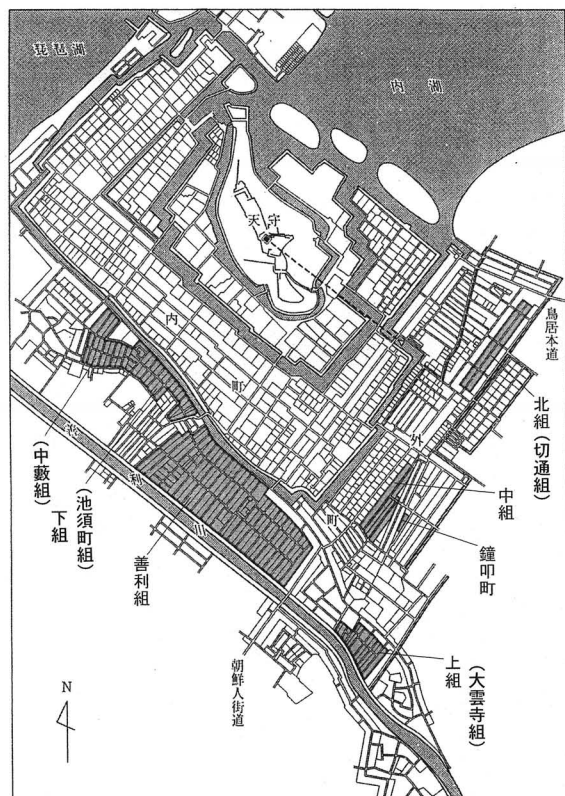 琵琶湖
内湖
天守
鳥居本道
内町
外町
北組(切通組)
中組
鐘叩町
善利川
(中藪組)
(池須町組)
下組
善利組
上組
(大雲寺組)
朝鮮人街道
N